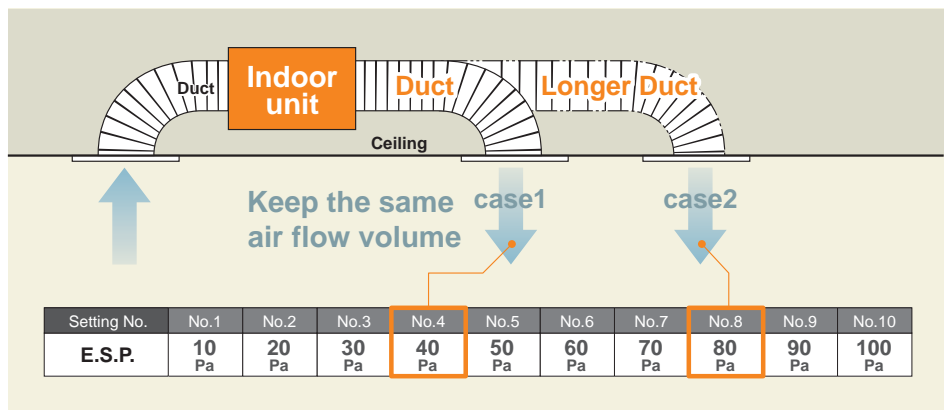 Duct
Indoor
unit
Duct
Longer Duct
Ceiling
Keep the same
air flow volume
case1
case2
Setting No. No.1 No.2 No.3 No.4 No.5 No.6 No.7 No.8 No.9 No.10
E.S.P. 10 20 30 40 50 60 70 80 90 100
Pa Pa Pa Pa Pa Pa Pa Pa Pa Pa